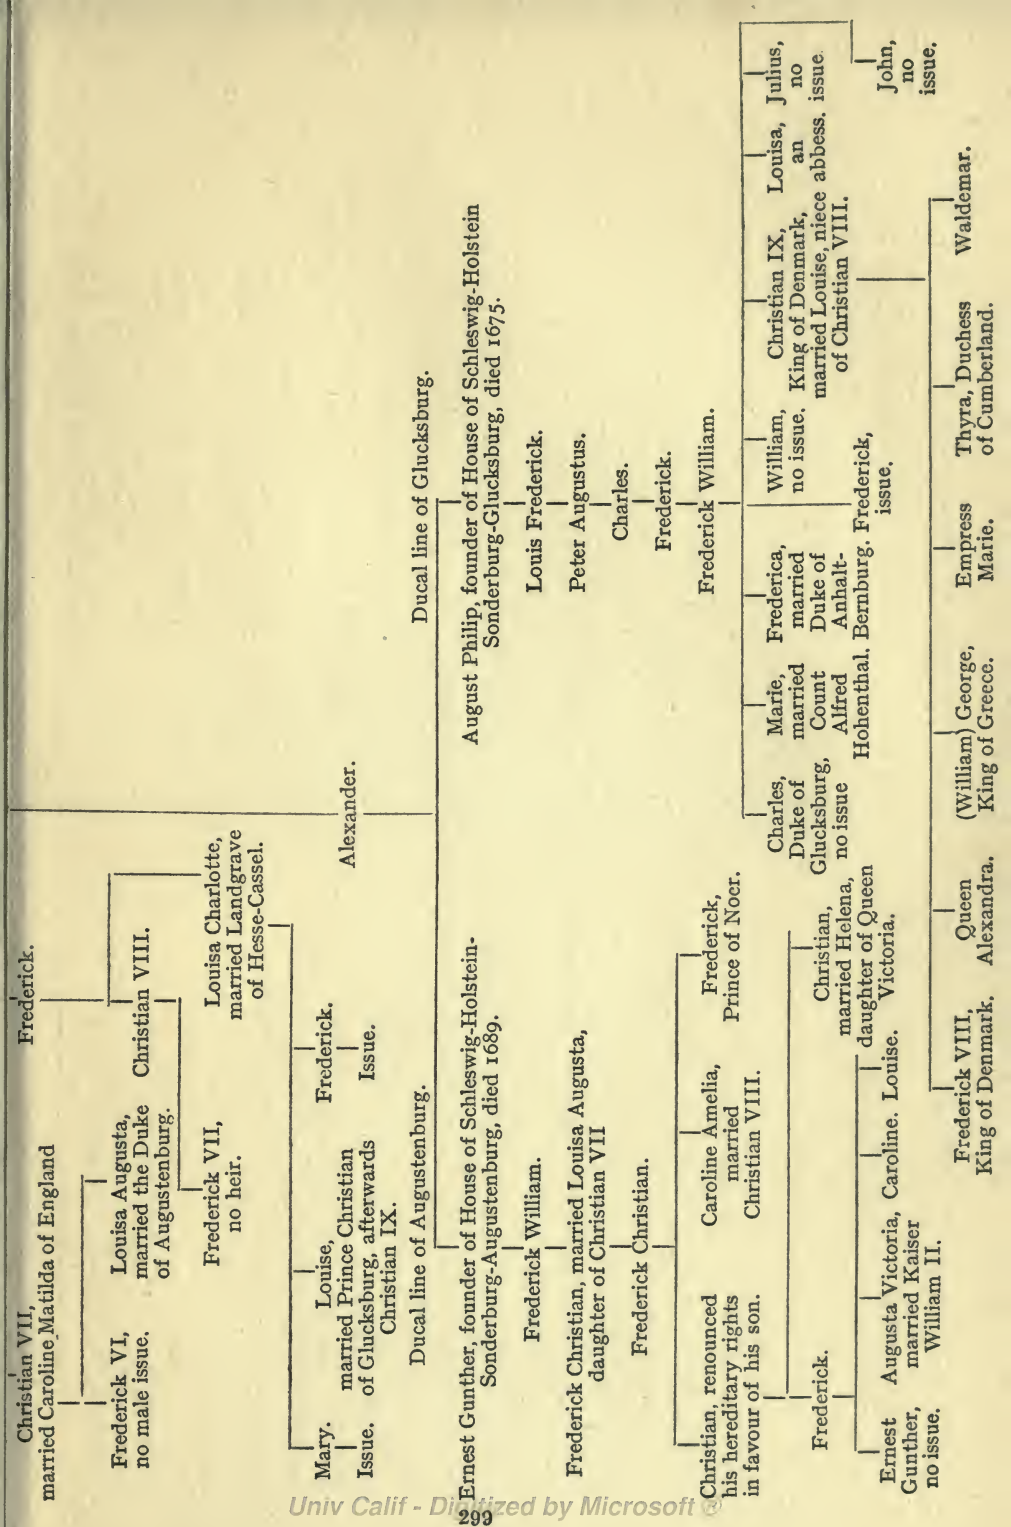 Christian VII,
married Caroline Matilda of England
Frederick.
Frederick VI,
no male issue.
Louisa Augusta,
married the Duke
of Augustenburg.
Christian VIII.
Frederick VII,
no heir.
Louisa Charlotte,
married Landgrave
of Hesse-Cassel.
Mary.
Issue.
Louise,
married Prince Christian
of Glucksburg, afterwards
Christian IX.
Frederick.
Issue.
Alexander.
Ducal line of Augustenburg.
Ducal line of Glucksburg.
Ernest Gunther, founder of House of Schleswig-Holstein-
Sonderburg-Augustenburg, died 1689.
Frederick William.
Frederick Christian, married Louisa Augusta,
daughter of Christian VII
Frederick Christian.
Christian, renounced
his hereditary rights
in favour of his son.
Caroline Amelia,
married
Christian VIII.
Frederick,
Prince of Noer.
Frederick.
Christian,
married Helena,
daughter of Queen
Victoria.
Ernest
Gunther,
no issue.
Augusta Victoria,
married Kaiser
William II.
Caroline.
Louise.
August Philip, founder of House of Schleswig-Holstein
Sonderburg-Glucksburg, died 1675.
Louis Frederick.
Peter Augustus.
Charles.
Frederick.
Frederick William.
Charles,
Duke of
Glucksburg,
no issue
Marie,
married
Count
Alfred
Hohenthal.
Frederica,
married
Duke of
Anhalt-
Bernburg.
Frederick,
issue.
William,
no issue.
Christian IX,
King of Denmark,
married Louise, niece
of Christian VIII.
Louisa,
an
abbess.
Julius,
no
issue.
John,
no
issue.
Frederick VIII,
King of Denmark.
Queen
Alexandra.
(William) George,
King of Greece.
Empress
Marie.
Thyra, Duchess
of Cumberland.
Waldemar.
299
Univ Calif - Digitized by Microsoft ®